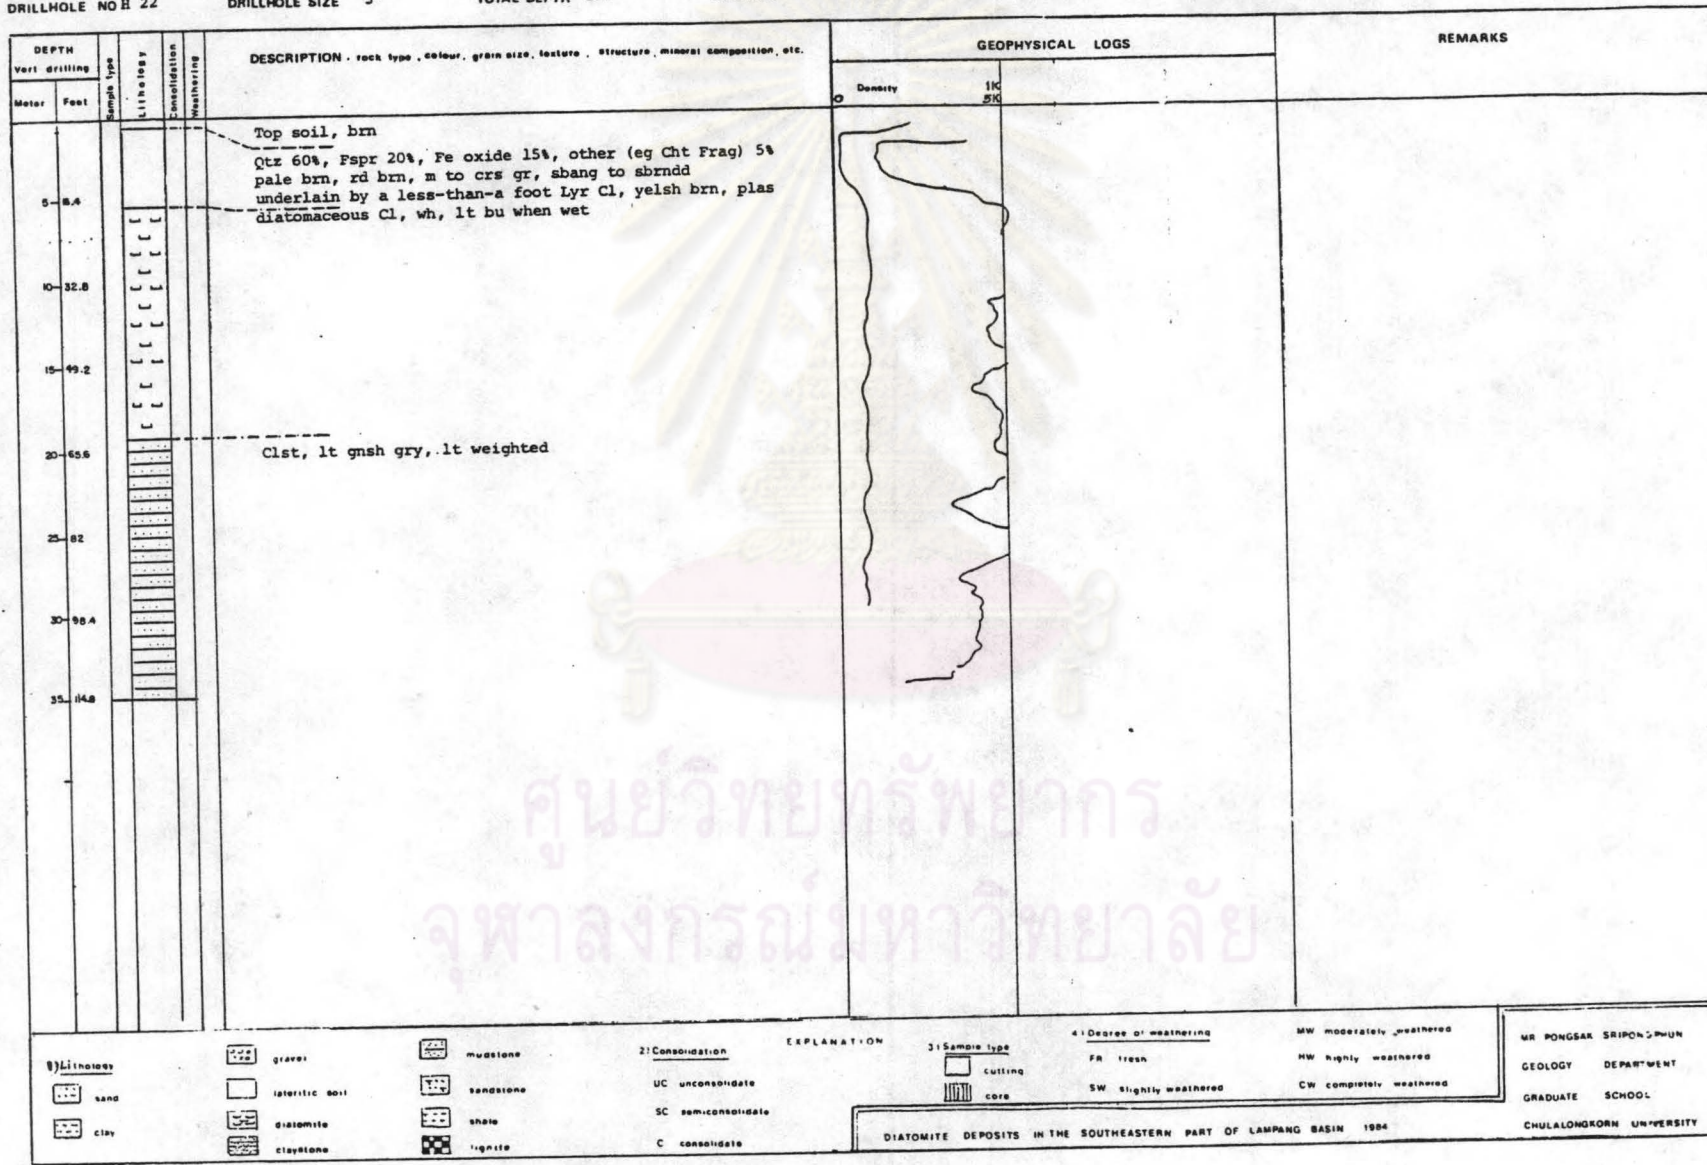 DRILLHOLE NO H 22 DRILLHOLE SIZE TOTAL DEPTH
DEPTH
Vert drilling
Meter Feet
Sample type
Lithology
Consolidation
Weathering
DESCRIPTION . rock type , colour, grain size, texture , structure, mineral composition, etc.
GEOPHYSICAL LOGS
REMARKS
0 Density 1K
5K
Top soil, brn
Qtz 60%, Fspr 20%, Fe oxide 15%, other (eg Cht Frag) 5%
pale brn, rd brn, m to crs gr, sbang to sbrndd
underlain by a less-than-a foot Lyr Cl, yelsh brn, plas
diatomaceous Cl, wh, lt bu when wet
5 6.4
10 32.8
15 49.2
Clst, lt gnsh gry, lt weighted
20 65.6
25 82
30 98.4
35 114.8
ศูนย์วิทยทรัพยากร
จุฬาลงกรณ์มหาวิทยาลัย
EXPLANATION
Lithology
sand
clay
gravel
lateritic soil
diatomite
claystone
mudstone
sandstone
shale
lignite
2) Consolidation
UC unconsolidate
SC semiconsolidate
C consolidate
3) Sample type
cutting
core
4) Degree of weathering
FR fresh
SW slightly weathered
MW moderately weathered
HW highly weathered
CW completely weathered
DIATOMITE DEPOSITS IN THE SOUTHEASTERN PART OF LAMPANG BASIN 1984
MR PONGSAK SRIPONGPHUN
GEOLOGY DEPARTMENT
GRADUATE SCHOOL
CHULALONGKORN UNIVERSITY